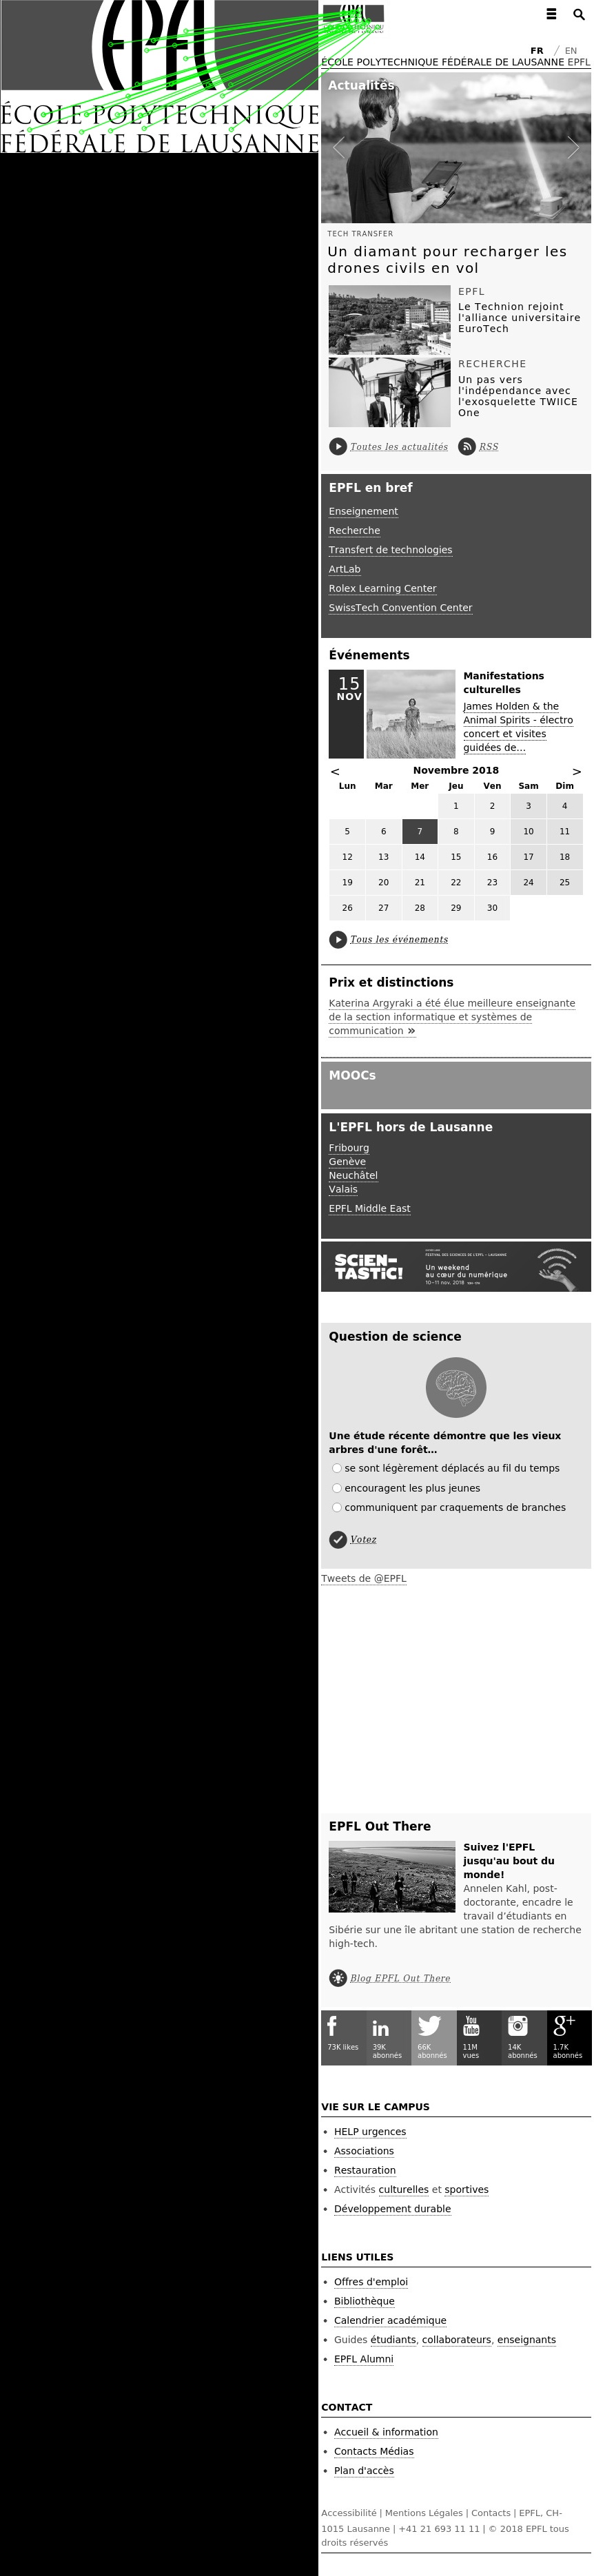 EPFL
ÉCOLE POLYTECHNIQUE
FÉDÉRALE DE LAUSANNE
EPFL
FR / EN
ÉCOLE POLYTECHNIQUE FÉDÉRALE DE LAUSANNE EPFL
Actualités
TECH TRANSFER
Un diamant pour recharger les
drones civils en vol
EPFL
Le Technion rejoint
l'alliance universitaire
EuroTech
RECHERCHE
Un pas vers
l'indépendance avec
l'exosquelette TWIICE
One
Toutes les actualités
RSS
EPFL en bref
Enseignement
Recherche
Transfert de technologies
ArtLab
Rolex Learning Center
SwissTech Convention Center
Événements
15
NOV
Manifestations
culturelles
James Holden & the
Animal Spirits - électro
concert et visites
guidées de...
< Novembre 2018 >
Lun Mar Mer Jeu Ven Sam Dim
1 2 3 4
5 6 7 8 9 10 11
12 13 14 15 16 17 18
19 20 21 22 23 24 25
26 27 28 29 30
Tous les événements
Prix et distinctions
Katerina Argyraki a été élue meilleure enseignante
de la section informatique et systèmes de
communication »
MOOCs
L'EPFL hors de Lausanne
Fribourg
Genève
Neuchâtel
Valais
EPFL Middle East
SCIEN-
TASTIC!
FESTIVAL DES SCIENCES DE L'EPFL – LAUSANNE
Un weekend
au cœur du numérique
10–11 nov. 2018
Question de science
Une étude récente démontre que les vieux
arbres d'une forêt…
se sont légèrement déplacés au fil du temps
encouragent les plus jeunes
communiquent par craquements de branches
Votez
Tweets de @EPFL
EPFL Out There
Suivez l'EPFL
jusqu'au bout du
monde!
Annelen Kahl, post-
doctorante, encadre le
travail d’étudiants en
Sibérie sur une île abritant une station de recherche
high-tech.
Blog EPFL Out There
f in You Tube g+
73K likes 39K 66K 11M 14K 1.7K
abonnés abonnés vues abonnés abonnés
VIE SUR LE CAMPUS
• HELP urgences
• Associations
• Restauration
• Activités culturelles et sportives
• Développement durable
LIENS UTILES
• Offres d'emploi
• Bibliothèque
• Calendrier académique
• Guides étudiants, collaborateurs, enseignants
• EPFL Alumni
CONTACT
• Accueil & information
• Contacts Médias
• Plan d'accès
Accessibilité | Mentions Légales | Contacts | EPFL, CH-
1015 Lausanne | +41 21 693 11 11 | © 2018 EPFL tous
droits réservés